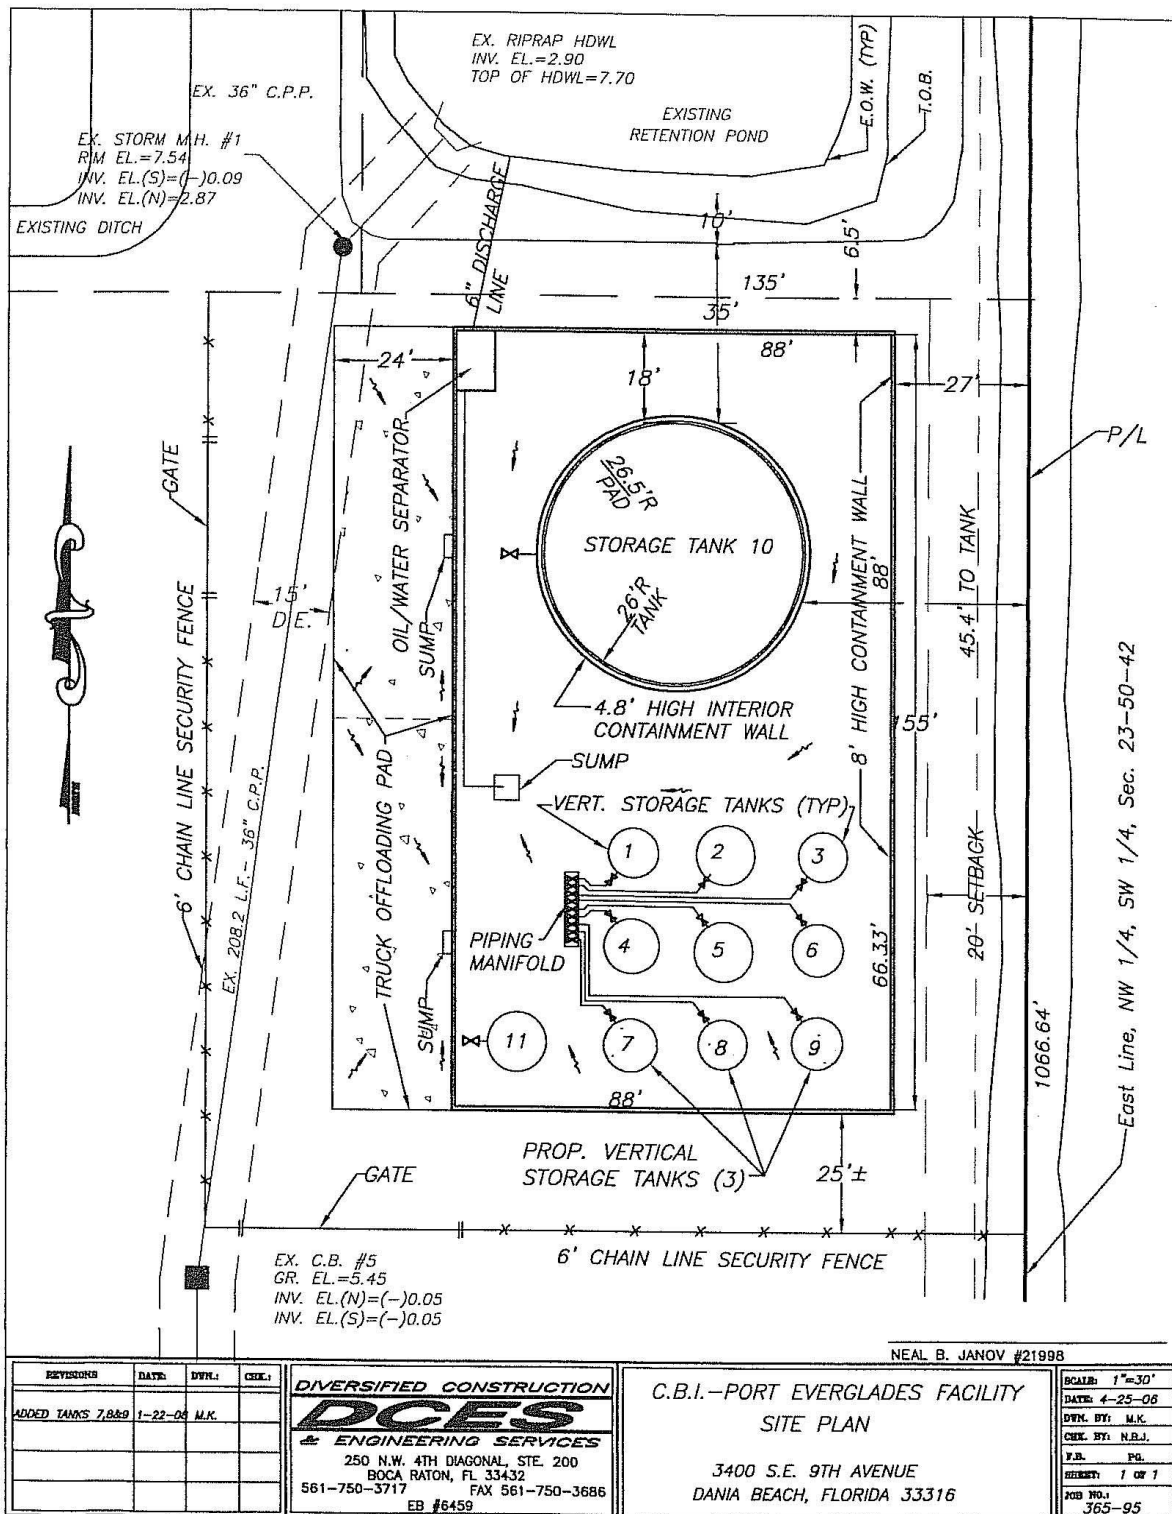 EX. RIPRAP HDWL
INV. EL.=2.90
TOP OF HDWL=7.70
E.O.W. (TYP)
T.O.B.
EX. 36" C.P.P.
EXISTING
RETENTION POND
EX. STORM M.H. #1
RIM EL.=7.54
INV. EL.(S)=(-)0.09
INV. EL.(N)=2.87
EXISTING DITCH
6" DISCHARGE
LINE
10'
6.5'
135'
35'
88'
24'
18'
27'
P/L
GATE
OIL/WATER SEPARATOR
26.5'R
PAD
STORAGE TANK 10
26'R
TANK
8' HIGH CONTAINMENT WALL
88'
45.4' TO TANK
15'
D.E.
SUMP
6' CHAIN LINE SECURITY FENCE
4.8' HIGH INTERIOR
CONTAINMENT WALL
155'
NORTH
SUMP
VERT. STORAGE TANKS (TYP)
TRUCK OFFLOADING PAD
EX. 208.2 L.F.- 36" C.P.P.
1
2
3
20' SETBACK
PIPING
MANIFOLD
4
5
6
66.33'
SUMP
11
7
8
9
88'
1066.64'
East Line, NW 1/4, SW 1/4, Sec. 23-50-42
PROP. VERTICAL
STORAGE TANKS (3)
25'±
GATE
6' CHAIN LINE SECURITY FENCE
EX. C.B. #5
GR. EL.=5.45
INV. EL.(N)=(-)0.05
INV. EL.(S)=(-)0.05
NEAL B. JANOV #21998
REVISIONS DATE: DWN.: CHK.:
ADDED TANKS 7,8&9 1-22-08 M.K.
DIVERSIFIED CONSTRUCTION
DCES
& ENGINEERING SERVICES
250 N.W. 4TH DIAGONAL, STE. 200
BOCA RATON, FL 33432
561-750-3717 FAX 561-750-3686
EB #6459
C.B.I.-PORT EVERGLADES FACILITY
SITE PLAN
3400 S.E. 9TH AVENUE
DANIA BEACH, FLORIDA 33316
SCALE: 1"=30'
DATE: 4-25-06
DWN. BY: M.K.
CHK. BY: N.B.J.
F.B. PG.
SHEET: 1 OF 1
JOB NO.:
365-95